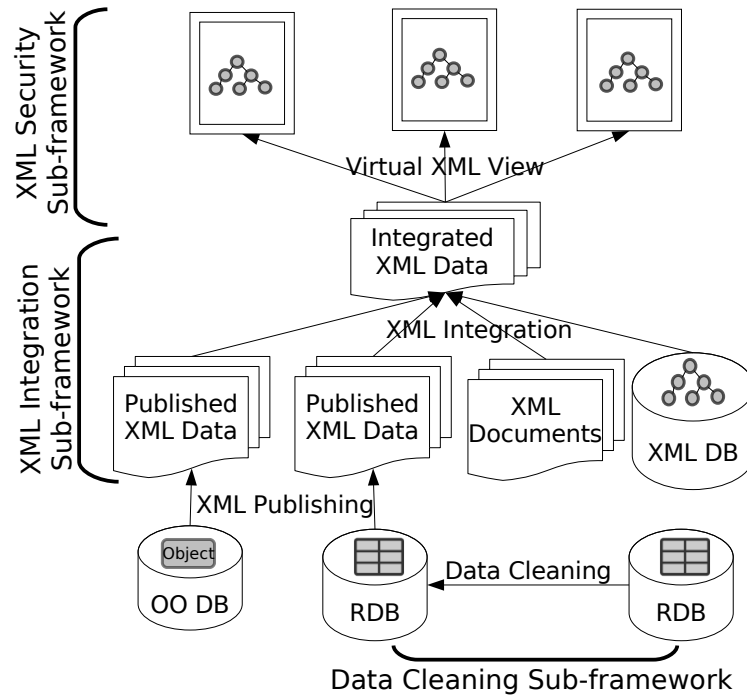 XML Security
Sub-framework
Virtual XML View
Integrated
XML Data
XML Integration
Sub-framework
XML Integration
Published
XML Data
Published
XML Data
XML
Documents
XML DB
XML Publishing
Object
OO DB
RDB
Data Cleaning
RDB
Data Cleaning Sub-framework